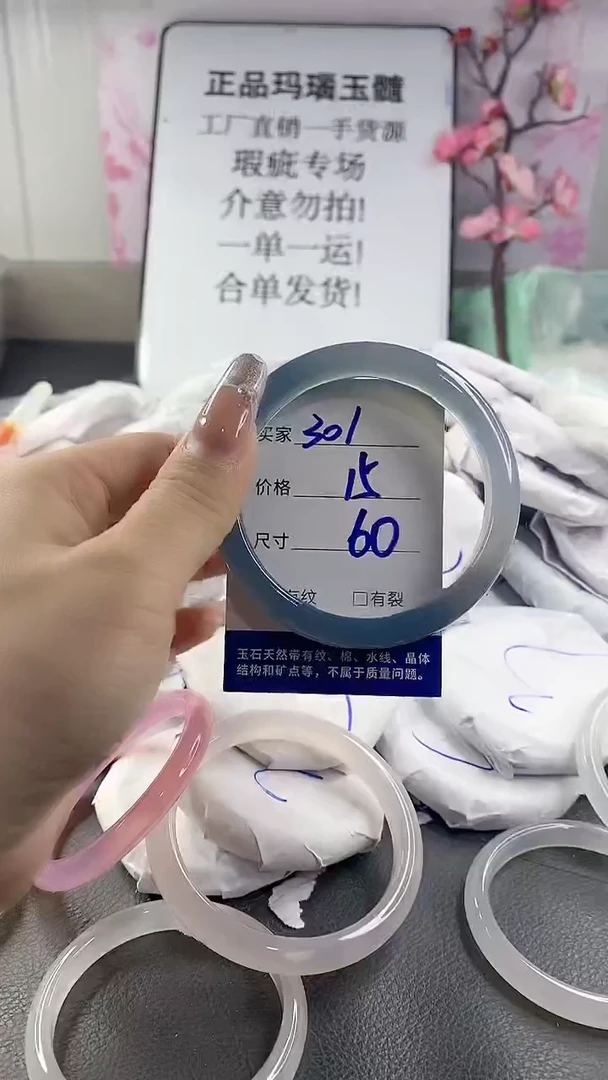 正品玛瑙玉髓
工厂直销一手货源
瑕疵专场
介意勿拍!
一单一运!
合单发货!
买家 301
价格 15
尺寸 60
有纹 □有裂
玉石天然带有纹、棉、水线、晶体
结构和矿点等，不属于质量问题。